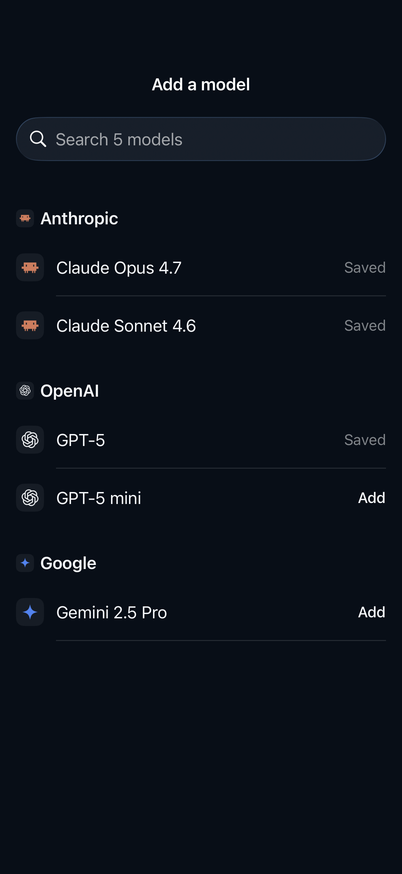 Add a model
Search 5 models
Anthropic
Claude Opus 4.7 Saved
Claude Sonnet 4.6 Saved
OpenAI
GPT-5 Saved
GPT-5 mini Add
Google
Gemini 2.5 Pro Add